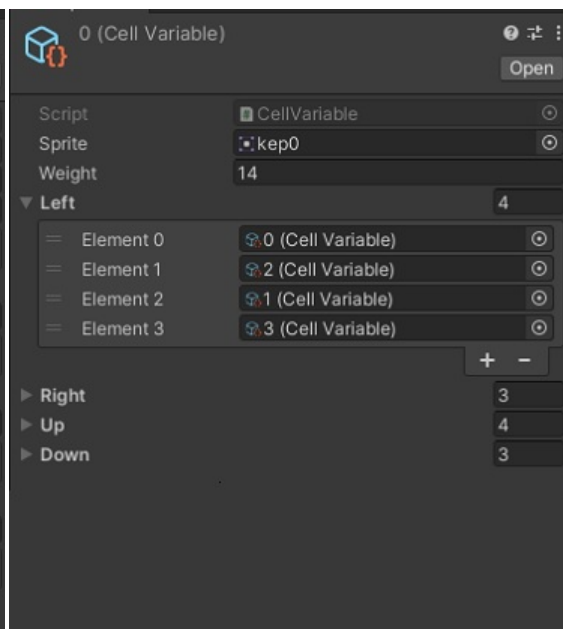 0 (Cell Variable)
Open
Script CellVariable
Sprite kep0
Weight 14
Left 4
Element 0 0 (Cell Variable)
Element 1 2 (Cell Variable)
Element 2 1 (Cell Variable)
Element 3 3 (Cell Variable)
+ -
Right 3
Up 4
Down 3